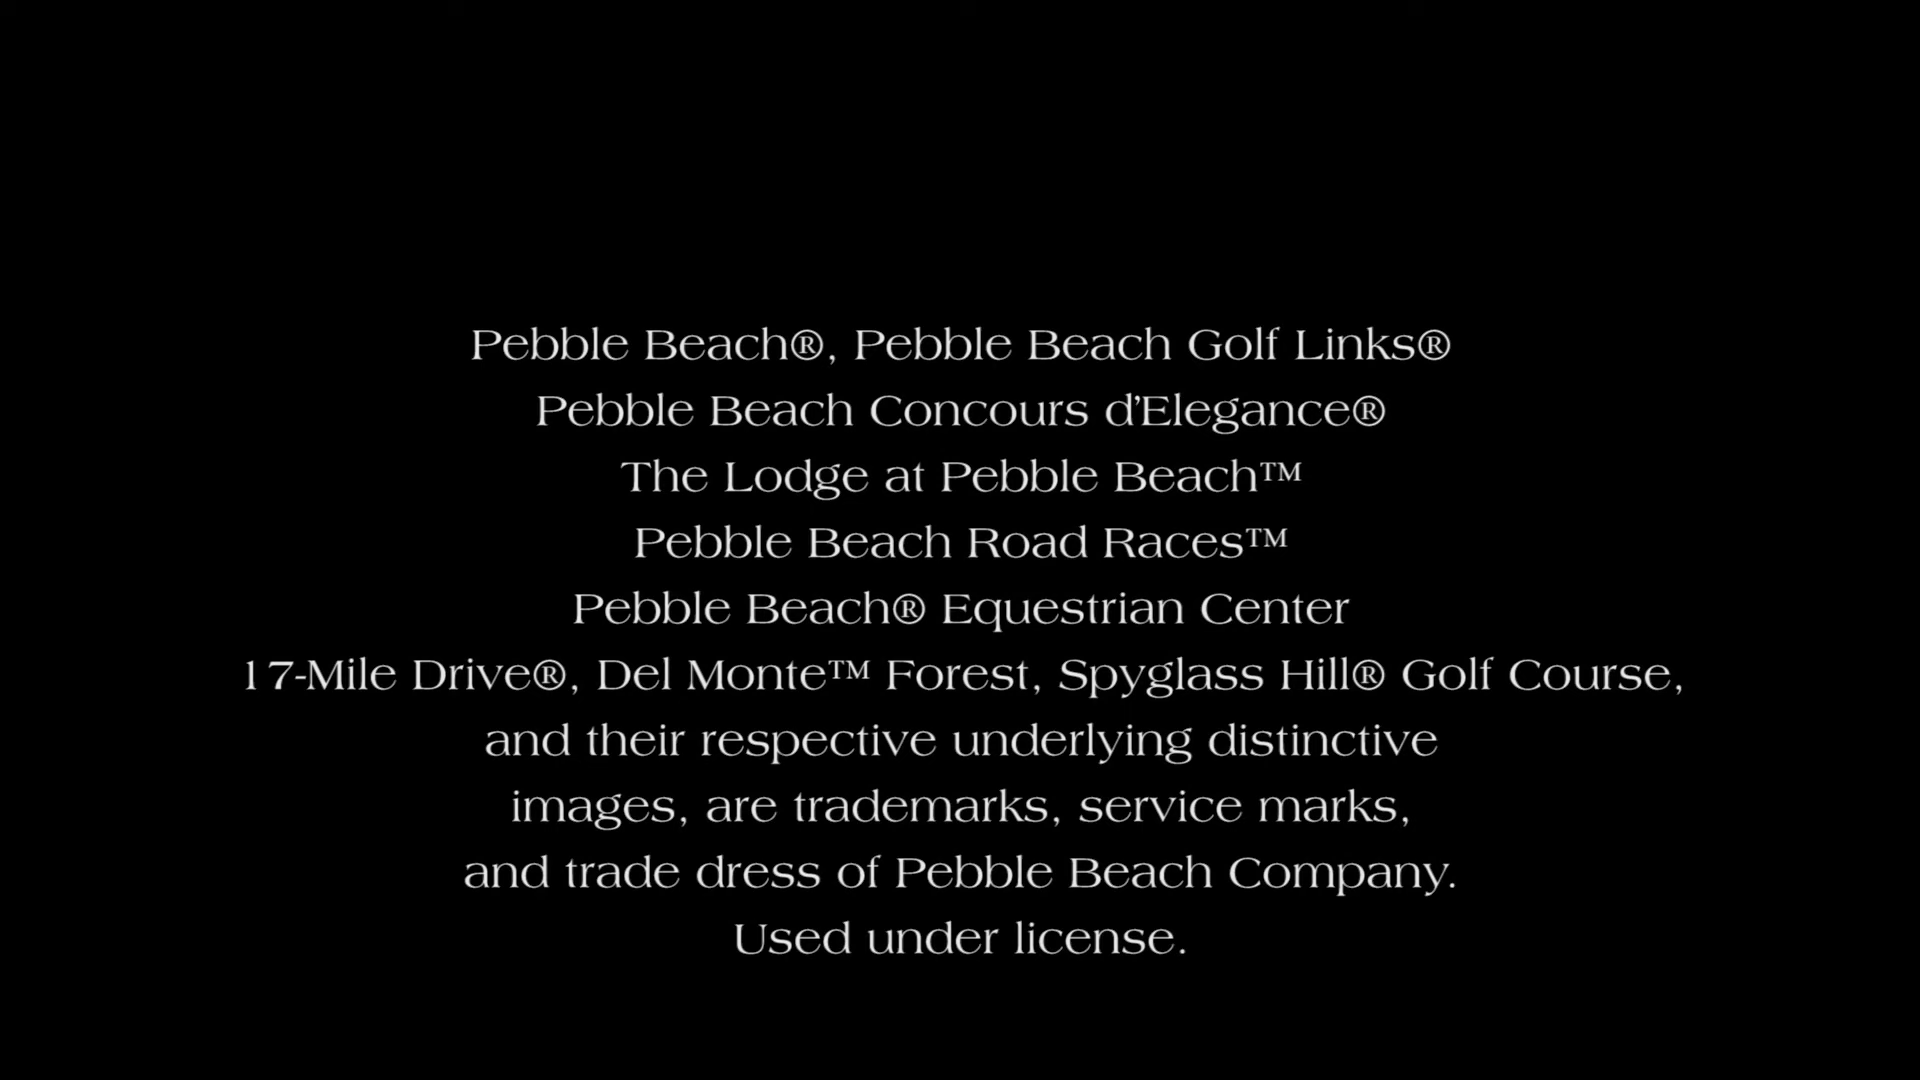 Pebble Beach®, Pebble Beach Golf Links®
Pebble Beach Concours d’Elegance®
The Lodge at Pebble Beach™
Pebble Beach Road Races™
Pebble Beach® Equestrian Center
17-Mile Drive®, Del Monte™ Forest, Spyglass Hill® Golf Course,
and their respective underlying distinctive
images, are trademarks, service marks,
and trade dress of Pebble Beach Company.
Used under license.